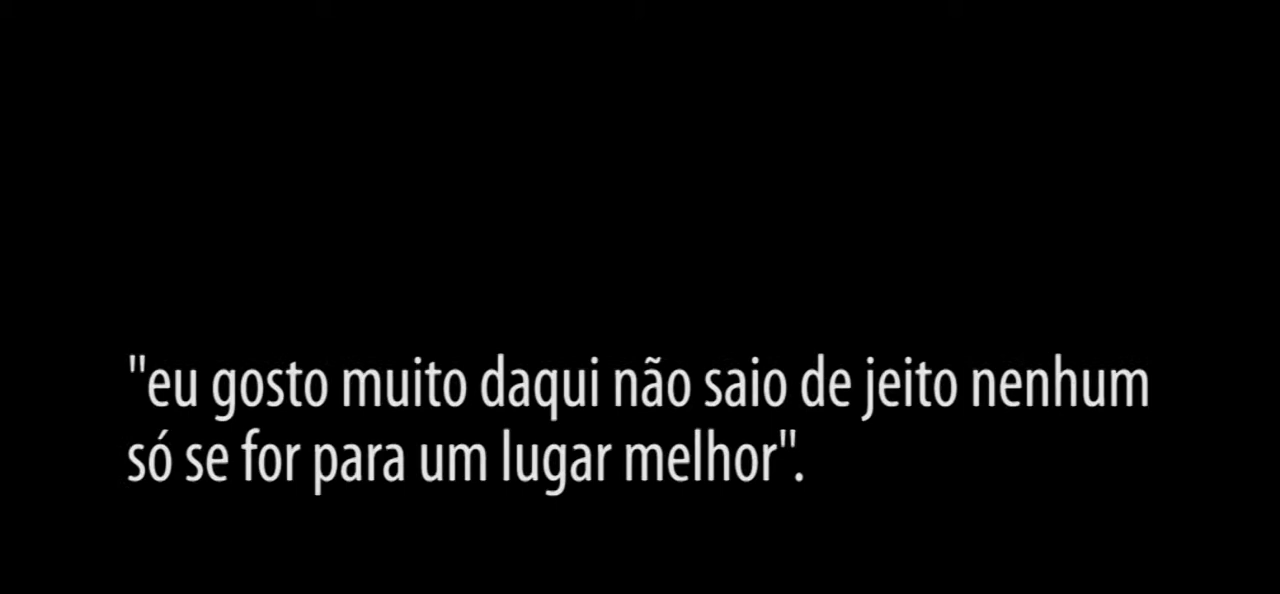 "eu gosto muito daqui não saio de jeito nenhum
só se for para um lugar melhor".